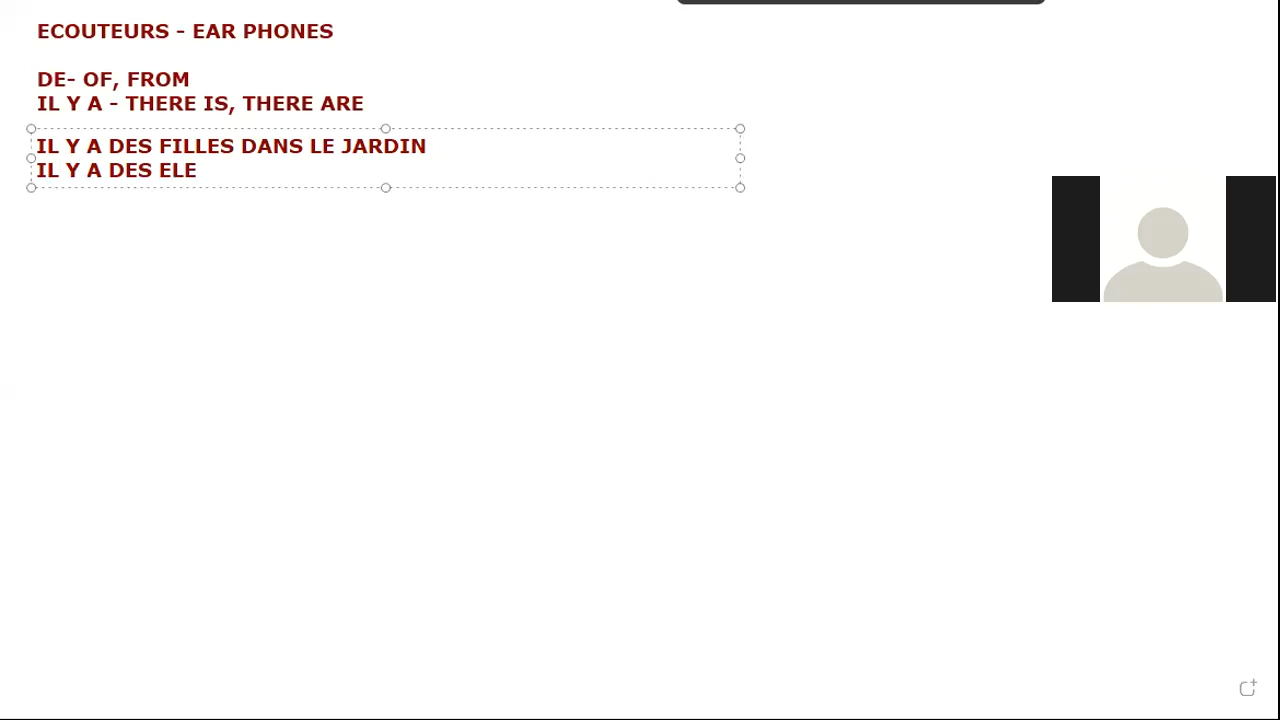 ECOUTEURS - EAR PHONES
DE- OF, FROM
IL Y A - THERE IS, THERE ARE
IL Y A DES FILLES DANS LE JARDIN
IL Y A DES ELE